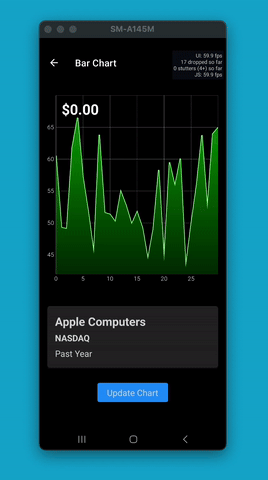 SM-A145M
Bar Chart
UI: 59.9 fps
17 dropped so far
0 stutters (4+) so far
JS: 59.9 fps
$0.00
65
60
55
50
45
0
5
10
15
20
25
Apple Computers
NASDAQ
Past Year
Update Chart